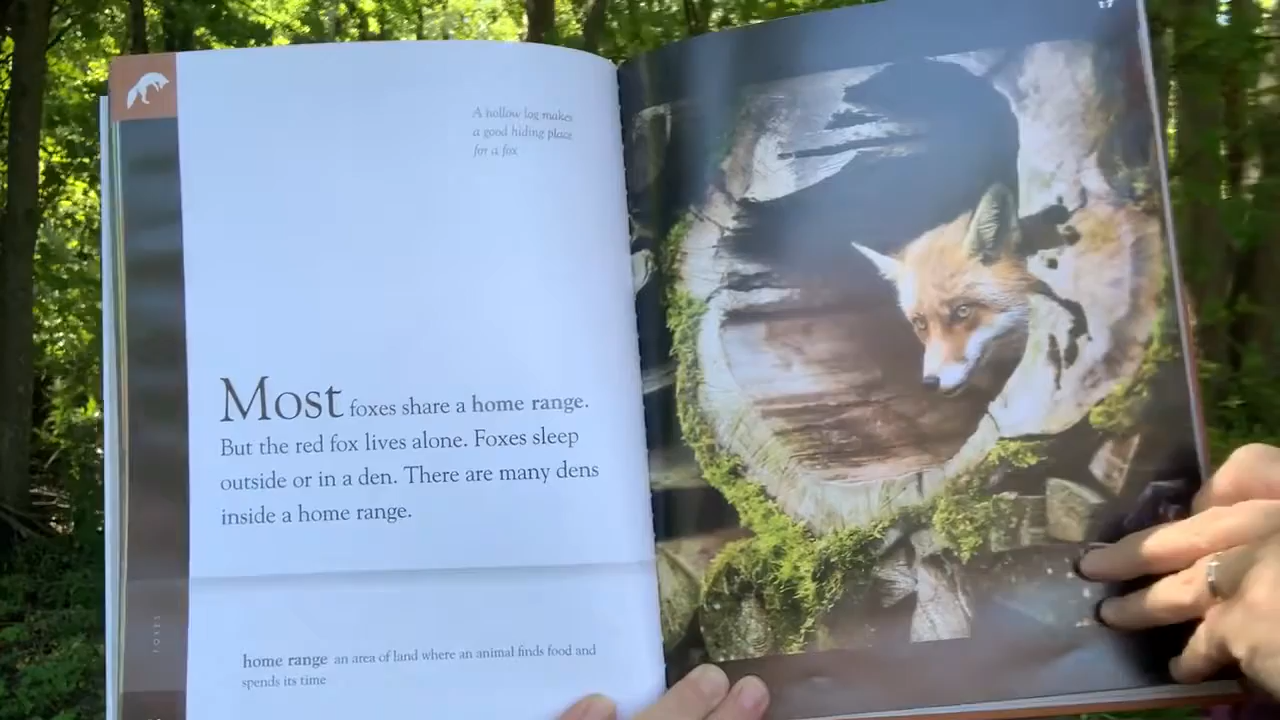 A hollow log makes
a good hiding place
for a fox
Most foxes share a home range.
But the red fox lives alone. Foxes sleep
outside or in a den. There are many dens
inside a home range.
FOXES
home range an area of land where an animal finds food and
spends its time